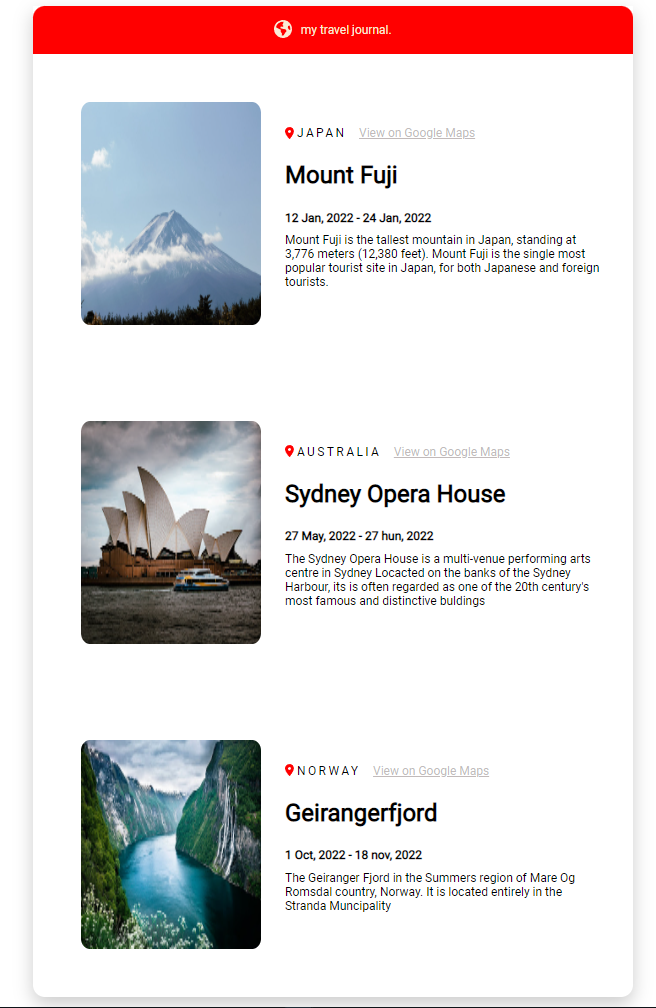 my travel journal.
JAPAN View on Google Maps
Mount Fuji
12 Jan, 2022 - 24 Jan, 2022
Mount Fuji is the tallest mountain in Japan, standing at
3,776 meters (12,380 feet). Mount Fuji is the single most
popular tourist site in Japan, for both Japanese and foreign
tourists.
AUSTRALIA View on Google Maps
Sydney Opera House
27 May, 2022 - 27 hun, 2022
The Sydney Opera House is a multi-venue performing arts
centre in Sydney Locacted on the banks of the Sydney
Harbour, its is often regarded as one of the 20th century's
most famous and distinctive buldings
NORWAY View on Google Maps
Geirangerfjord
1 Oct, 2022 - 18 nov, 2022
The Geiranger Fjord in the Summers region of Mare Og
Romsdal country, Norway. It is located entirely in the
Stranda Muncipality